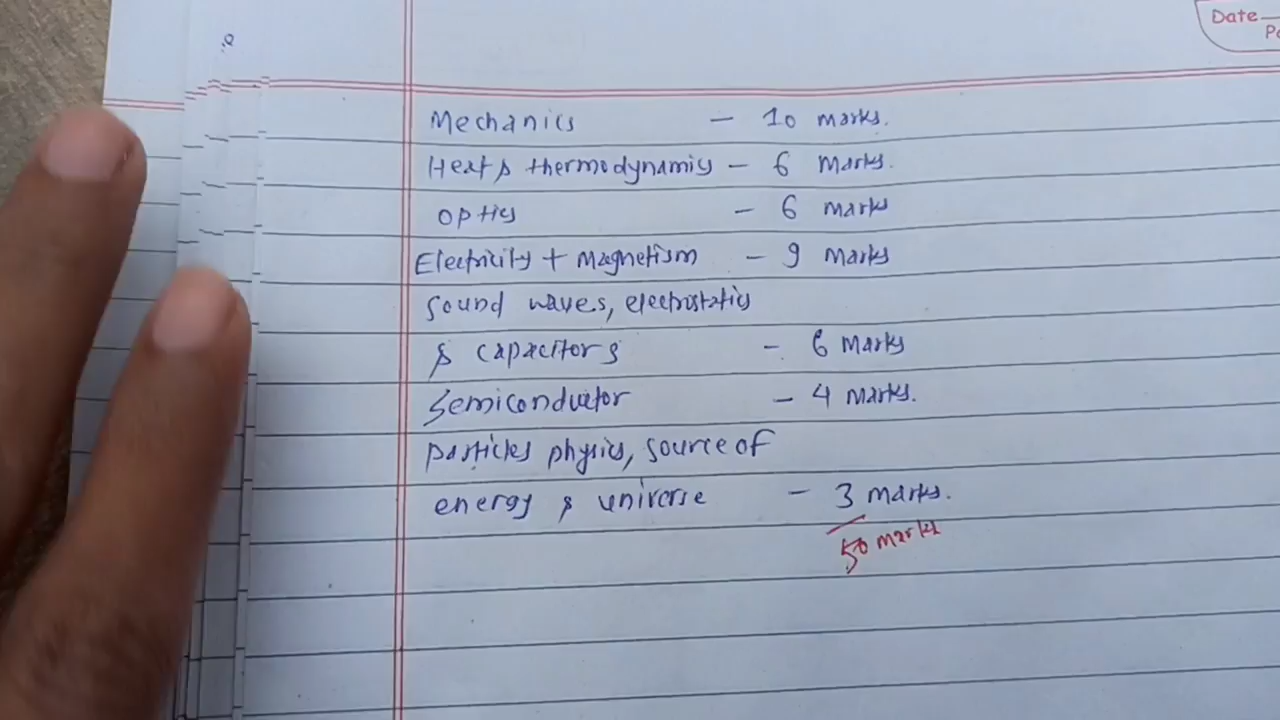 Date
Mechanics - 10 marks.
Heat & thermodynamics - 6 marks.
optics - 6 marks
Electricity + magnetism - 9 marks
sound waves, electrostatics
& capacitors - 6 marks
semiconductor - 4 marks.
particles physics, source of
energy & universe - 3 marks.
50 marks